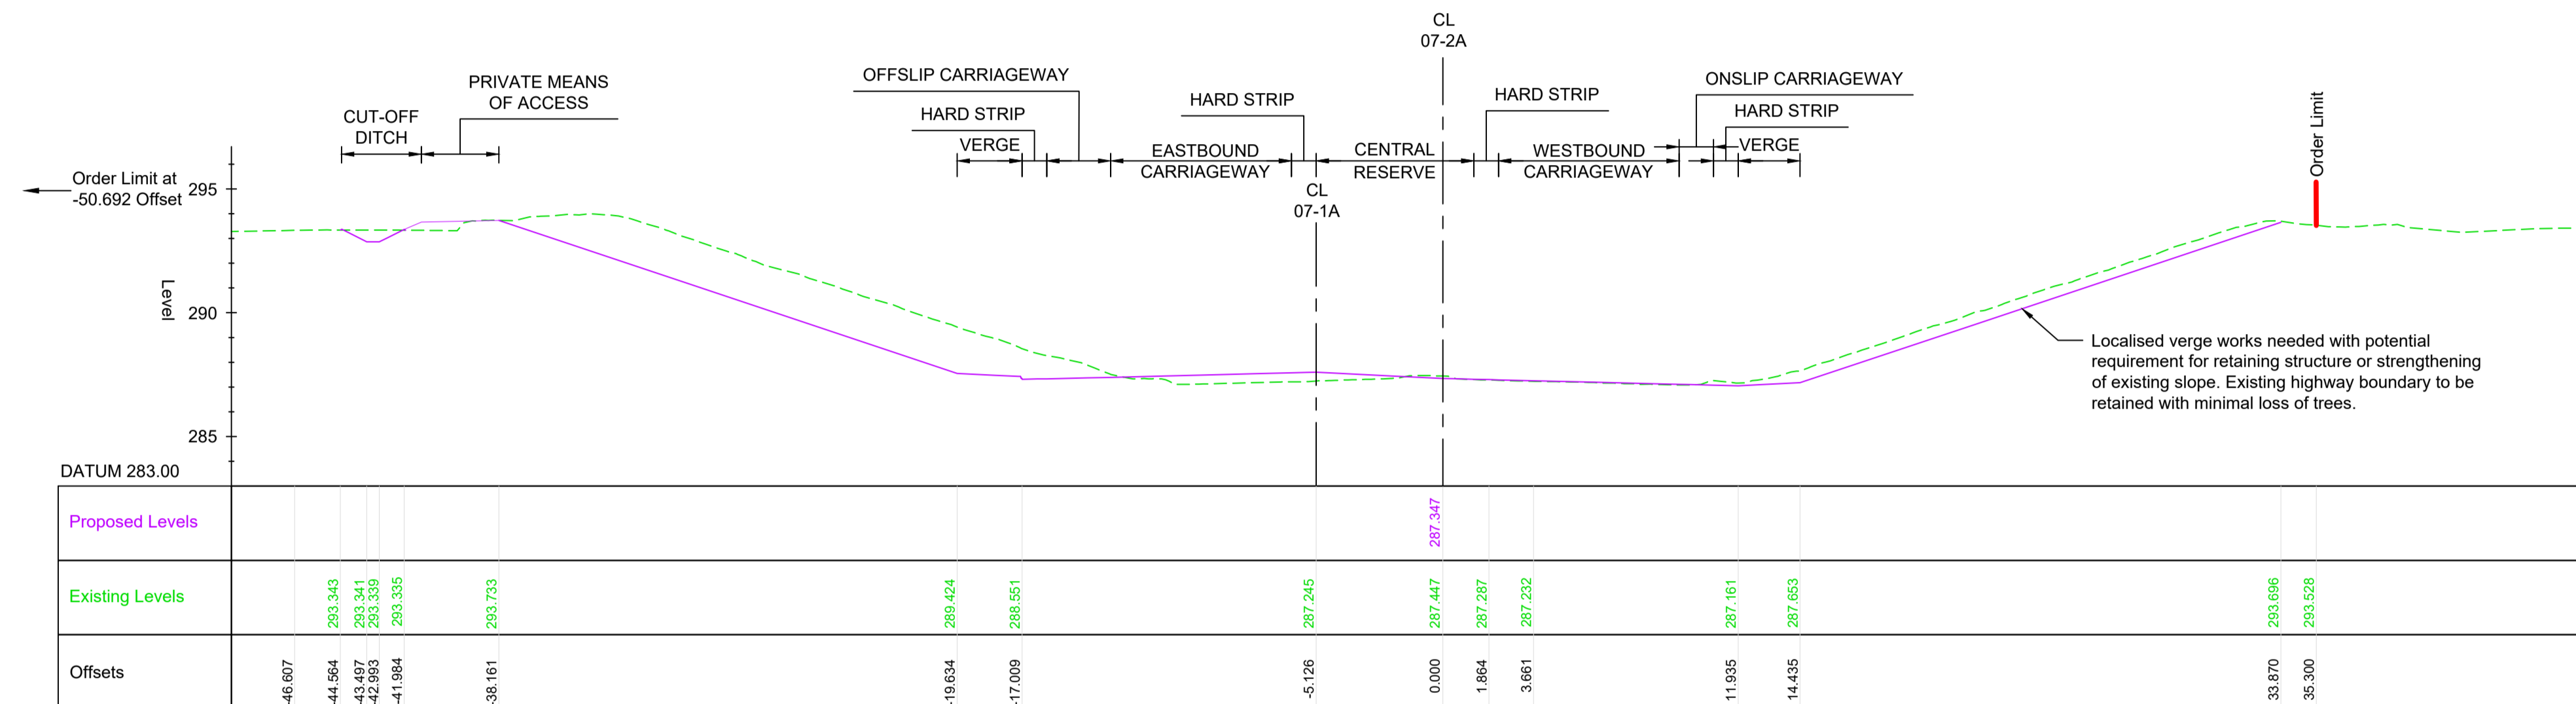 CL
07-2A
OFFSLIP CARRIAGEWAY
ONSLIP CARRIAGEWAY
PRIVATE MEANS
OF ACCESS
HARD STRIP
HARD STRIP
HARD STRIP
HARD STRIP
CUT-OFF
DITCH
VERGE
EASTBOUND
CARRIAGEWAY
CENTRAL
RESERVE
WESTBOUND
CARRIAGEWAY
VERGE
Order Limit
Order Limit at
-50.692 Offset
CL
07-1A
295
290
285
Level
Localised verge works needed with potential
requirement for retaining structure or strengthening
of existing slope. Existing highway boundary to be
retained with minimal loss of trees.
DATUM 283.00
Proposed Levels
287.347
Existing Levels
293.343
293.341
293.339
293.335
293.733
289.424
288.551
287.245
287.447
287.287
287.232
287.161
287.653
293.696
293.528
Offsets
-46.607
-44.564
-43.497
-42.993
-41.984
-38.161
-19.634
-17.009
-5.126
0.000
1.864
3.661
11.935
14.435
33.870
35.300